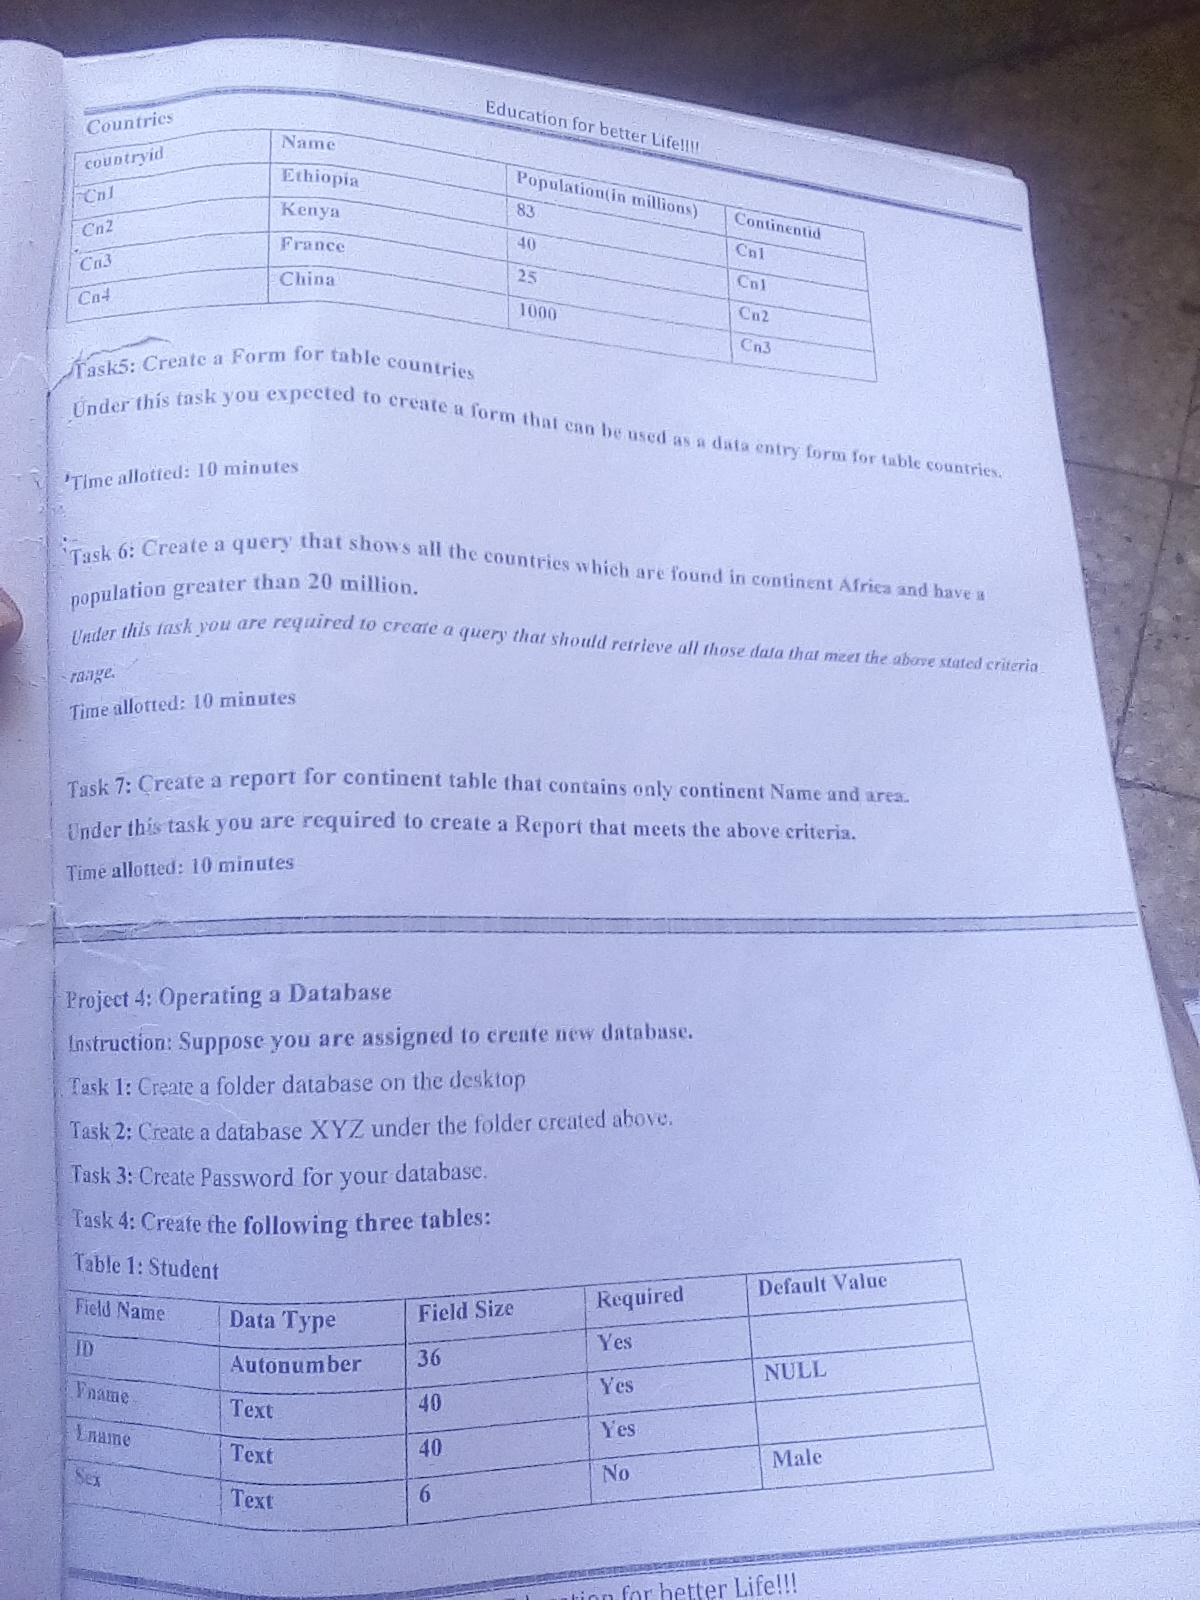 Education for better Life!!!!
Countries
countryid Name Population(in millions) Continentid
Cn1 Ethiopia 83 Cn1
Cn2 Kenya 40 Cn1
Cn3 France 25 Cn2
Cn4 China 1000 Cn3
Task5: Create a Form for table countries
Under this task you expected to create a form that can be used as a data entry form for table countries.
Time allotted: 10 minutes
Task 6: Create a query that shows all the countries which are found in continent Africa and have a
population greater than 20 million.
Under this task you are required to create a query that should retrieve all those data that meet the above stated criteria
range.
Time allotted: 10 minutes
Task 7: Create a report for continent table that contains only continent Name and area.
Under this task you are required to create a Report that meets the above criteria.
Time allotted: 10 minutes
Project 4: Operating a Database
Instruction: Suppose you are assigned to create new database.
Task 1: Create a folder database on the desktop
Task 2: Create a database XYZ under the folder created above.
Task 3: Create Password for your database.
Task 4: Create the following three tables:
Table 1: Student
Field Name Data Type Field Size Required Default Value
ID Autonumber 36 Yes
Fname Text 40 Yes NULL
Lname Text 40 Yes
Sex Text 6 No Male
for better Life!!!